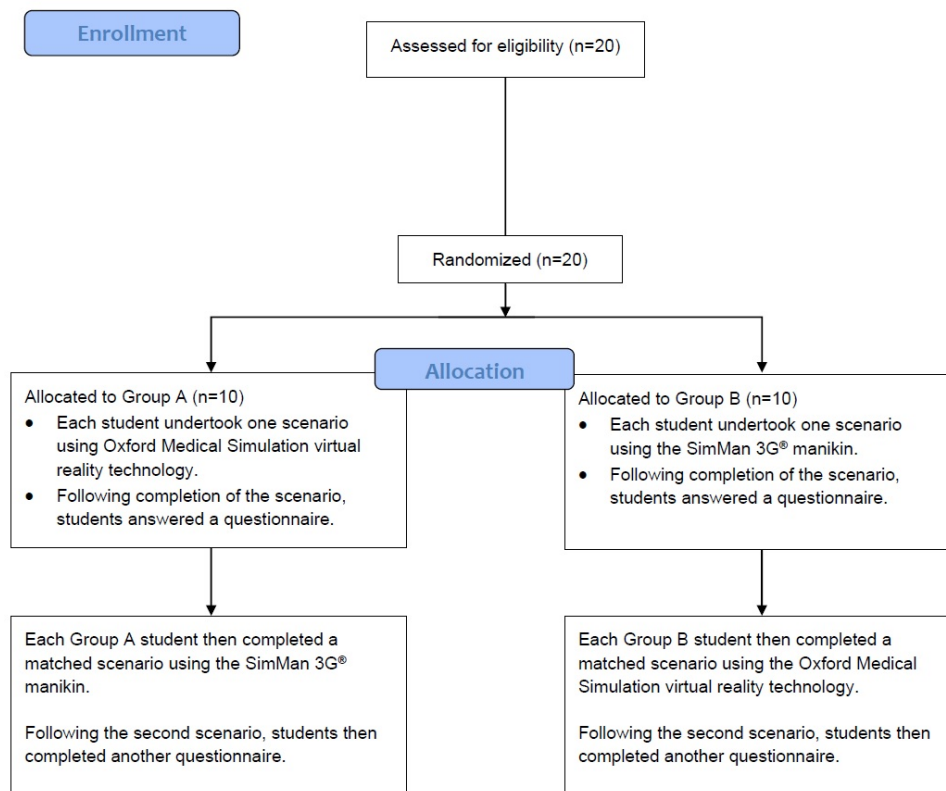 Enrollment
Assessed for eligibility (n=20)
Randomized (n=20)
Allocation
Allocated to Group A (n=10)
● Each student undertook one scenario
using Oxford Medical Simulation virtual
reality technology.
● Following completion of the scenario,
students answered a questionnaire.
Allocated to Group B (n=10)
● Each student undertook one scenario
using the SimMan 3G® manikin.
● Following completion of the scenario,
students answered a questionnaire.
Each Group A student then completed a
matched scenario using the SimMan 3G®
manikin.
Following the second scenario, students then
completed another questionnaire.
Each Group B student then completed a
matched scenario using the Oxford Medical
Simulation virtual reality technology.
Following the second scenario, students then
completed another questionnaire.